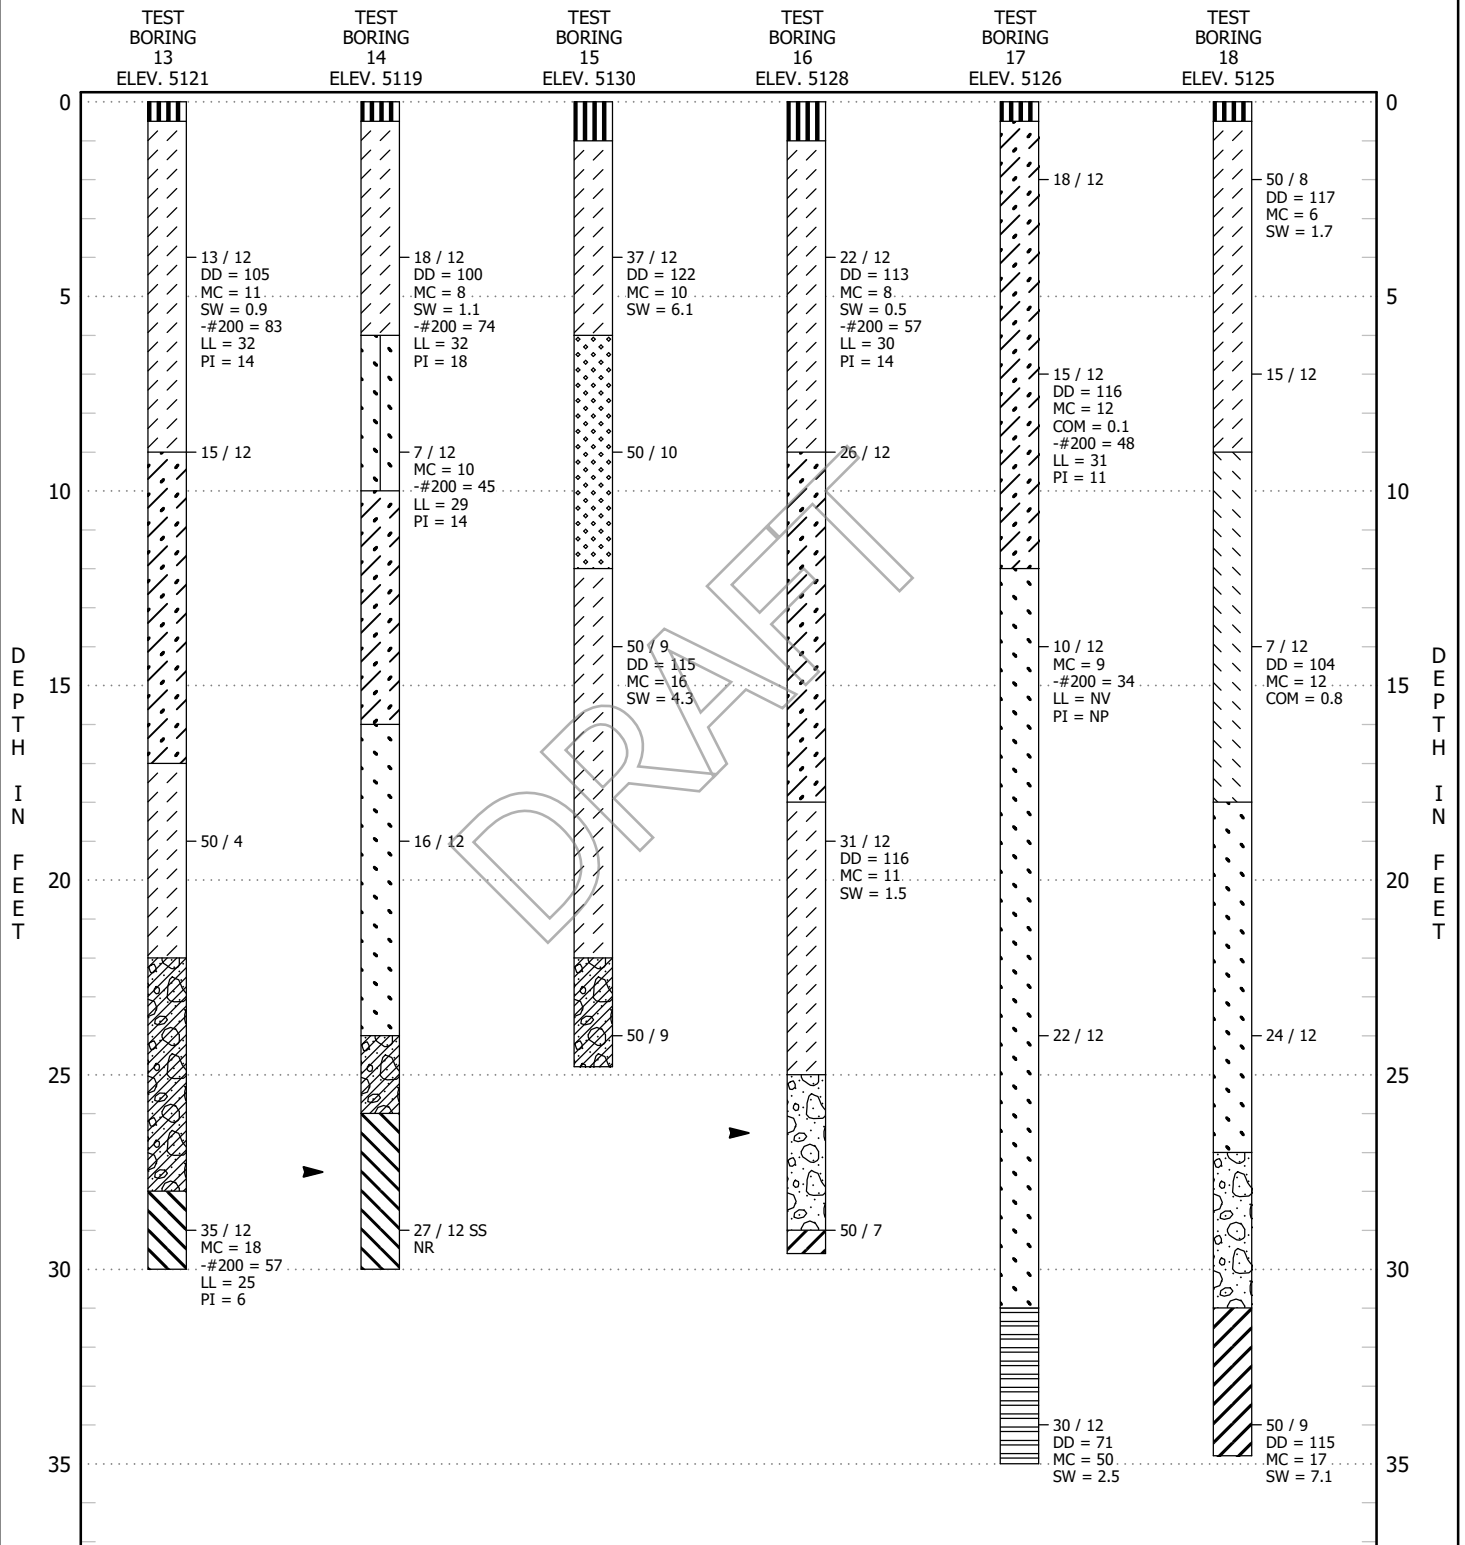 TEST
BORING
13
ELEV. 5121
TEST
BORING
14
ELEV. 5119
TEST
BORING
15
ELEV. 5130
TEST
BORING
16
ELEV. 5128
TEST
BORING
17
ELEV. 5126
TEST
BORING
18
ELEV. 5125
DEPTH IN FEET
0
5
10
15
20
25
30
35
13 / 12
DD = 105
MC = 11
SW = 0.9
-#200 = 83
LL = 32
PI = 14
15 / 12
50 / 4
35 / 12
MC = 18
-#200 = 57
LL = 25
PI = 6
18 / 12
DD = 100
MC = 8
SW = 1.1
-#200 = 74
LL = 32
PI = 18
7 / 12
MC = 10
-#200 = 45
LL = 29
PI = 14
16 / 12
27 / 12 SS
NR
37 / 12
DD = 122
MC = 10
SW = 6.1
50 / 10
50 / 9
DD = 115
MC = 16
SW = 4.3
50 / 9
22 / 12
DD = 113
MC = 8
SW = 0.5
-#200 = 57
LL = 30
PI = 14
26 / 12
31 / 12
DD = 116
MC = 11
SW = 1.5
50 / 7
18 / 12
15 / 12
DD = 116
MC = 12
COM = 0.1
-#200 = 48
LL = 31
PI = 11
10 / 12
MC = 9
-#200 = 34
LL = NV
PI = NP
22 / 12
30 / 12
DD = 71
MC = 50
SW = 2.5
50 / 8
DD = 117
MC = 6
SW = 1.7
15 / 12
7 / 12
DD = 104
MC = 12
COM = 0.8
24 / 12
50 / 9
DD = 115
MC = 17
SW = 7.1
0
5
10
15
20
25
30
35
DEPTH IN FEET
DRAFT